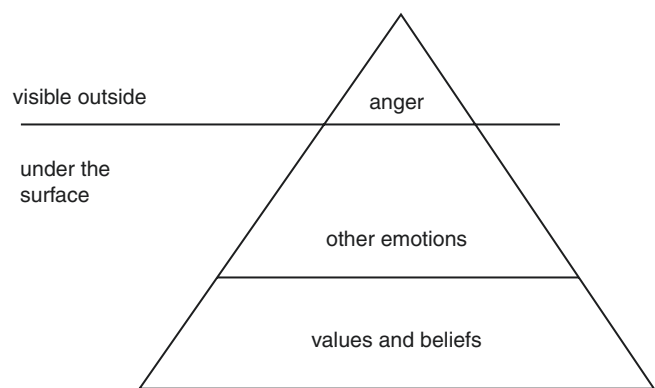 visible outside
anger
under the
surface
other emotions
values and beliefs